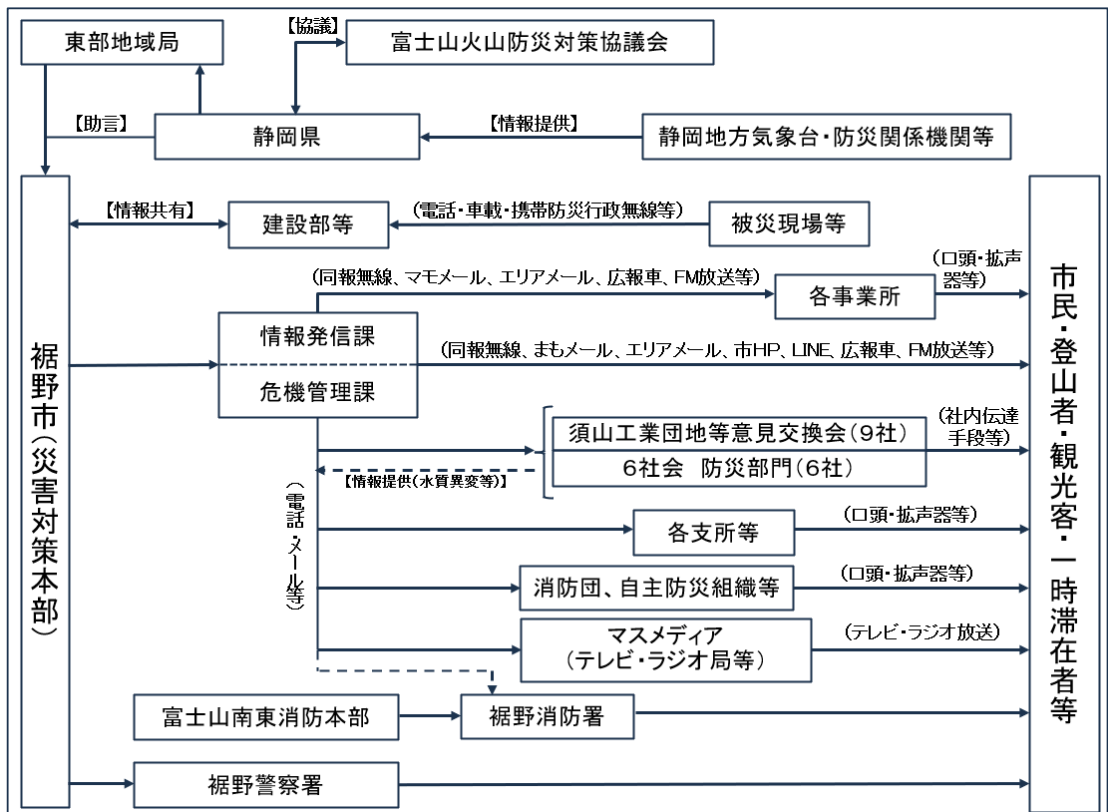 【協議】
東部地域局
富士山火山防災対策協議会
【助言】
静岡県
【情報提供】
静岡地方気象台・防災関係機関等
【情報共有】
建設部等
(電話・車載・携帯防災行政無線等)
被災現場等
(同報無線、マモメール、エリアメール、広報車、FM放送等)
各事業所
(口頭・拡声
器等)
情報発信課
(同報無線、まもメール、エリアメール、市HP、LINE、広報車、FM放送等)
危機管理課
裾野市(災害対策本部)
市民・登山者・観光客・一時滞在者等
須山工業団地等意見交換会(9社)
(社内伝達
手段等)
6社会 防災部門(6社)
【情報提供(水質異変等)】
(電話・メール等)
各支所等
(口頭・拡声器等)
消防団、自主防災組織等
(口頭・拡声器等)
マスメディア
(テレビ・ラジオ局等)
(テレビ・ラジオ放送)
富士山南東消防本部
裾野消防署
裾野警察署